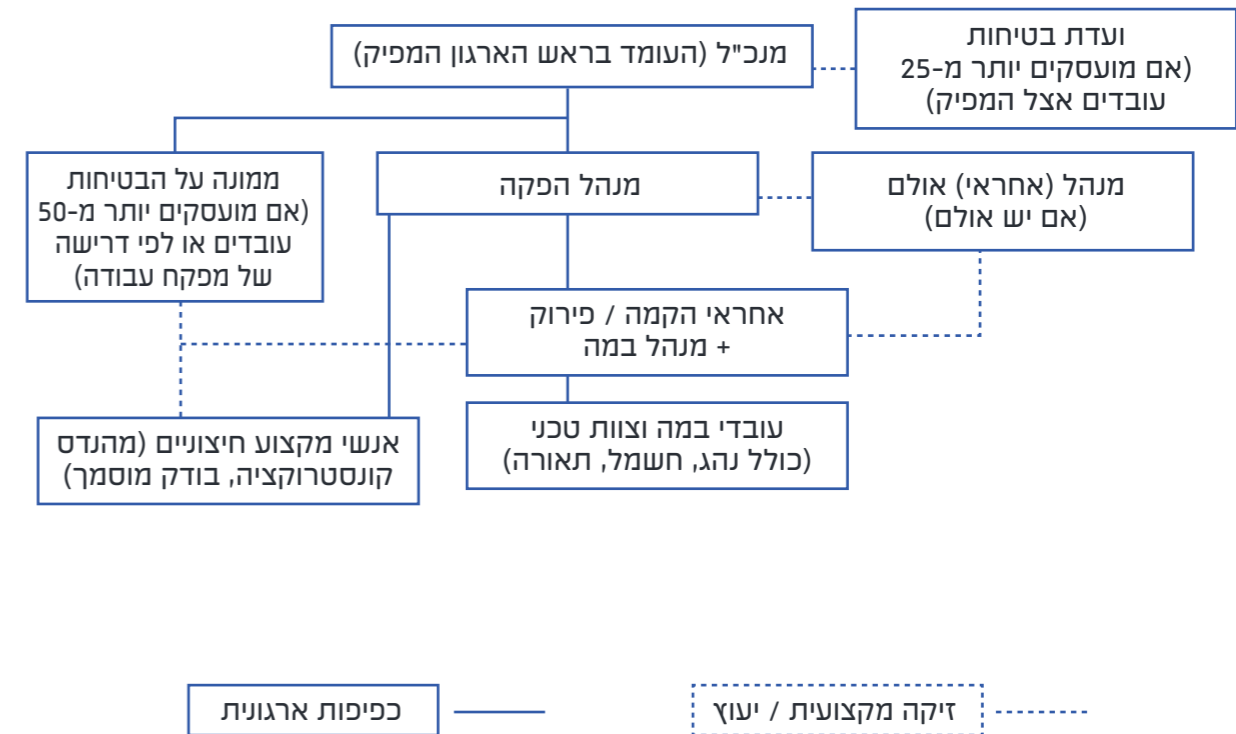 מנכ"ל (העומד בראש הארגון המפיק)
ועדת בטיחות
(אם מועסקים יותר מ-25
עובדים אצל המפיק)
מנהל (אחראי) אולם
(אם יש אולם)
מנהל הפקה
ממונה על הבטיחות
(אם מועסקים יותר מ-50
עובדים או לפי דרישה
של מפקח עבודה)
אחראי הקמה / פירוק
+ מנהל במה
עובדי במה וצוות טכני
(כולל נהג, חשמל, תאורה)
אנשי מקצוע חיצוניים (מהנדס
קונסטרוקציה, בודק מוסמך)
זיקה מקצועית / יעוץ
כפיפות ארגונית